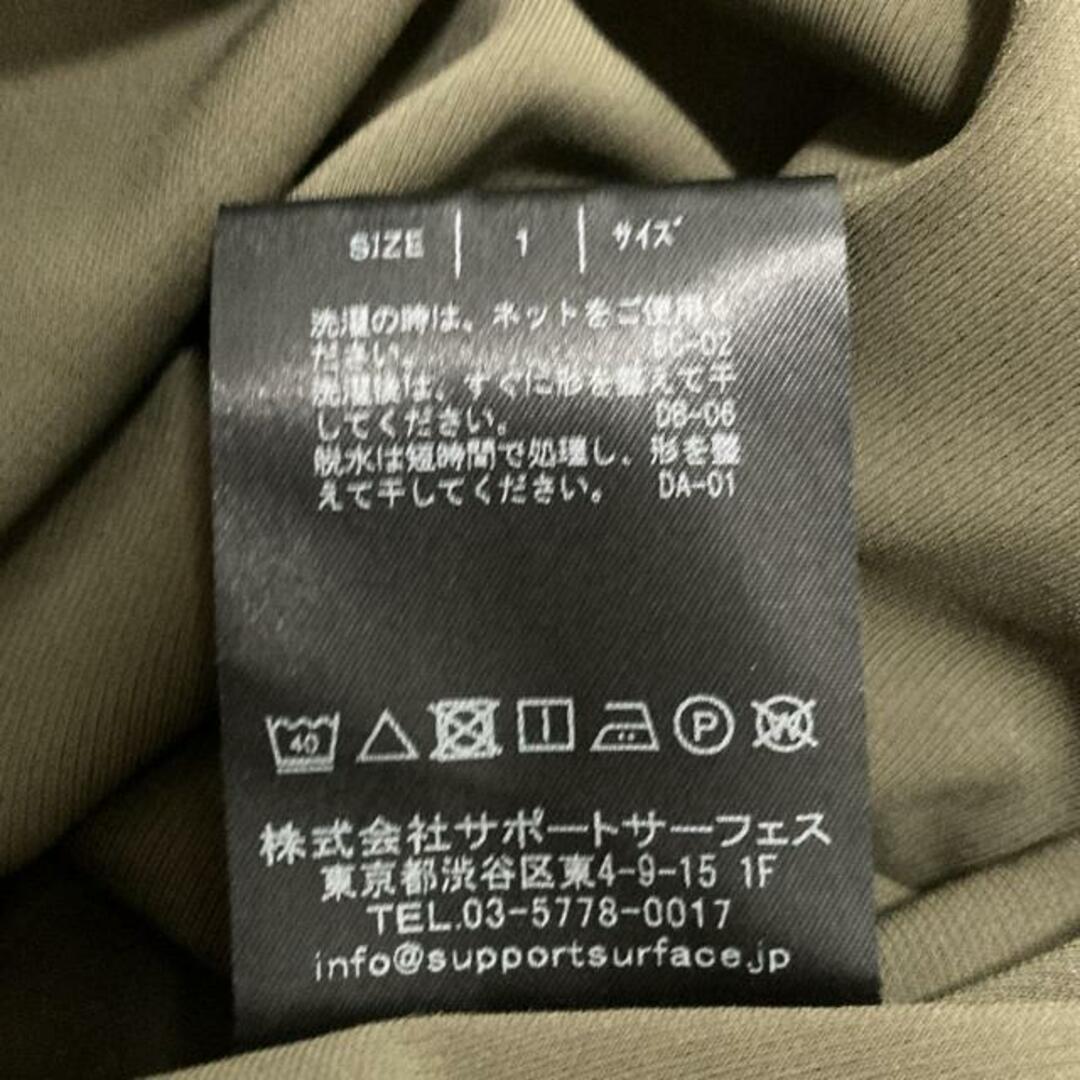 SIZE 1 サイズ
洗濯の時は、ネットをご使用く
ださい。 BC-02
洗濯後は、すぐに形を整えて干
してください。 DB-06
脱水は短時間で処理し、形を整
えて干してください。 DA-01
40 P W
株式会社サポートサーフェス
東京都渋谷区東4-9-15 1F
TEL.03-5778-0017
info@supportsurface.jp